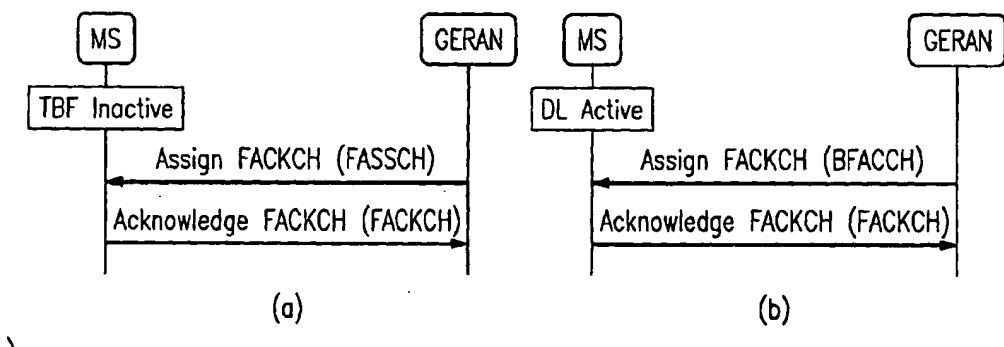 MS GERAN MS GERAN
TBF Inactive DL Active
Assign FACKCH (FASSCH) Assign FACKCH (BFACCH)
Acknowledge FACKCH (FACKCH) Acknowledge FACKCH (FACKCH)
(a) (b)